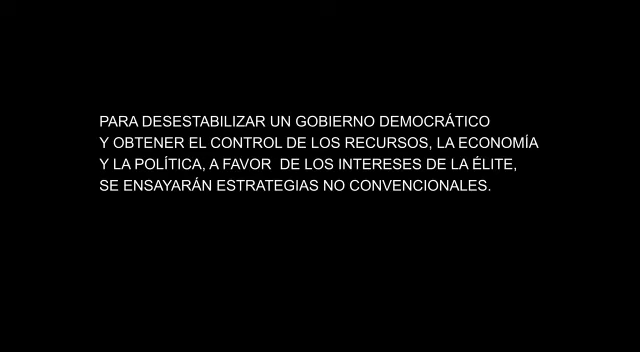 PARA DESESTABILIZAR UN GOBIERNO DEMOCRÁTICO
Y OBTENER EL CONTROL DE LOS RECURSOS, LA ECONOMÍA
Y LA POLÍTICA, A FAVOR  DE LOS INTERESES DE LA ÉLITE,
SE ENSAYARÁN ESTRATEGIAS NO CONVENCIONALES.